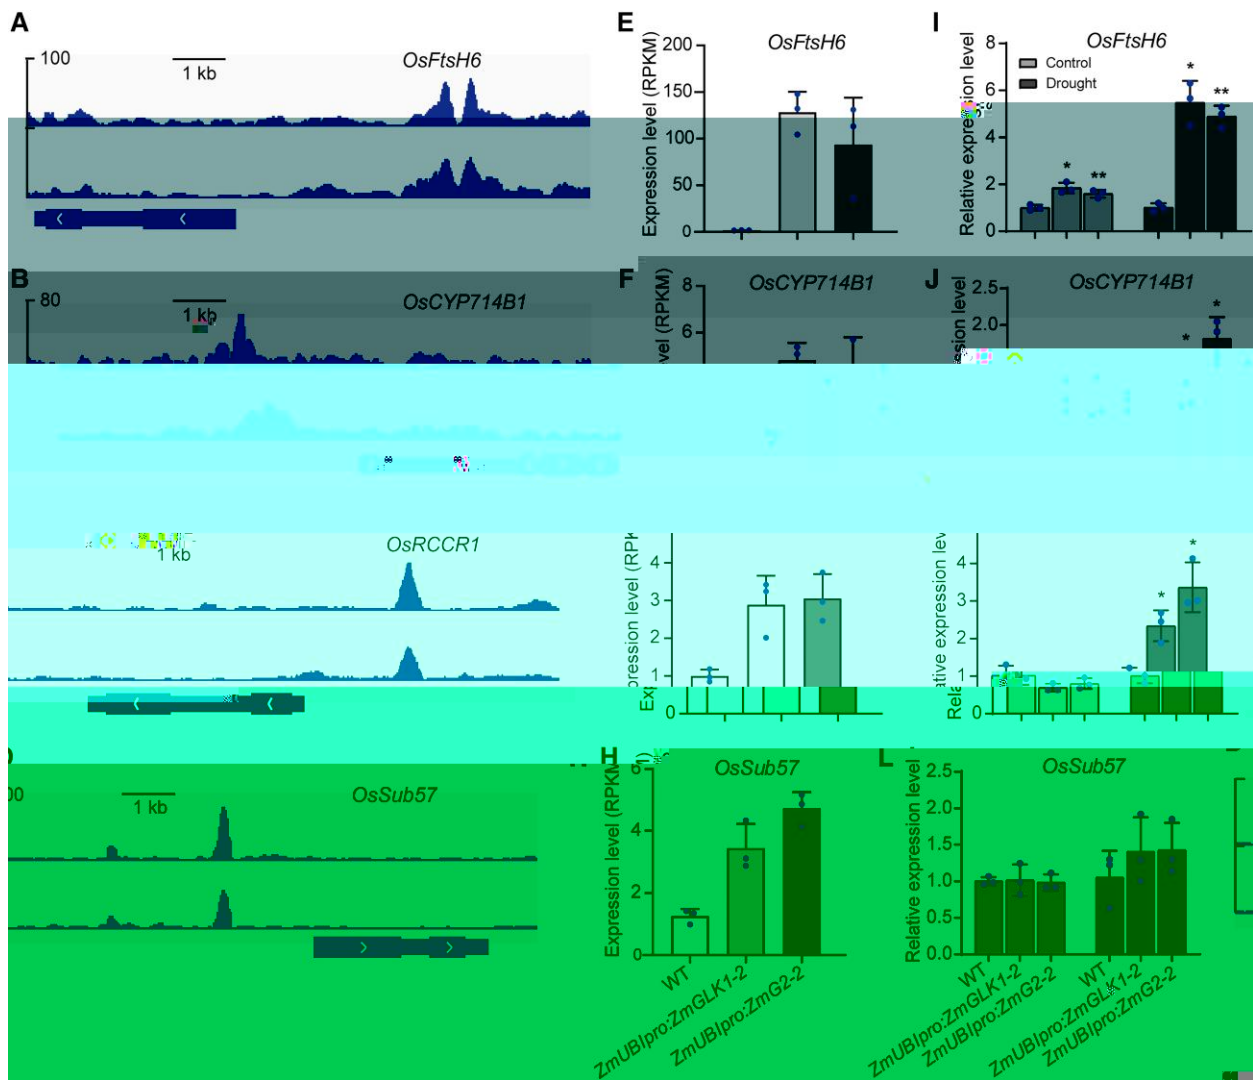 A
100
1 kb
OsFtsH6
E
Expression level (RPKM)
200
150
100
50
0
OsFtsH6
I
Relative expression level
8
6
4
2
0
OsFtsH6
Control
Drought
*
**
*
**
B
80
1 kb
OsCYP714B1
F
(RPKM)
8
6
OsCYP714B1
J
level
2.5
2.0
OsCYP714B1
*
*
1 kb
OsRCCR1
expression level
4
3
2
1
0
expression
4
3
2
1
0
*
*
1 kb
OsSub57
H
Expression level (RPKM)
6
4
2
0
OsSub57
WT
ZmUBIpro:ZmGLK1-2
ZmUBIpro:ZmG2-2
L
Relative expression level
2.5
2.0
1.5
1.0
0.5
0.0
OsSub57
WT
ZmUBIpro:ZmGLK1-2
ZmUBIpro:ZmG2-2
WT
ZmUBIpro:ZmGLK1-2
ZmUBIpro:ZmG2-2